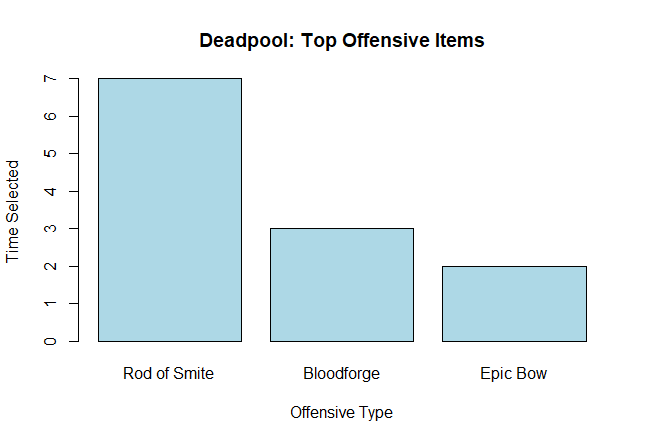 Deadpool: Top Offensive Items
Time Selected
7
6
5
4
3
2
1
0
Rod of Smite
Bloodforge
Epic Bow
Offensive Type